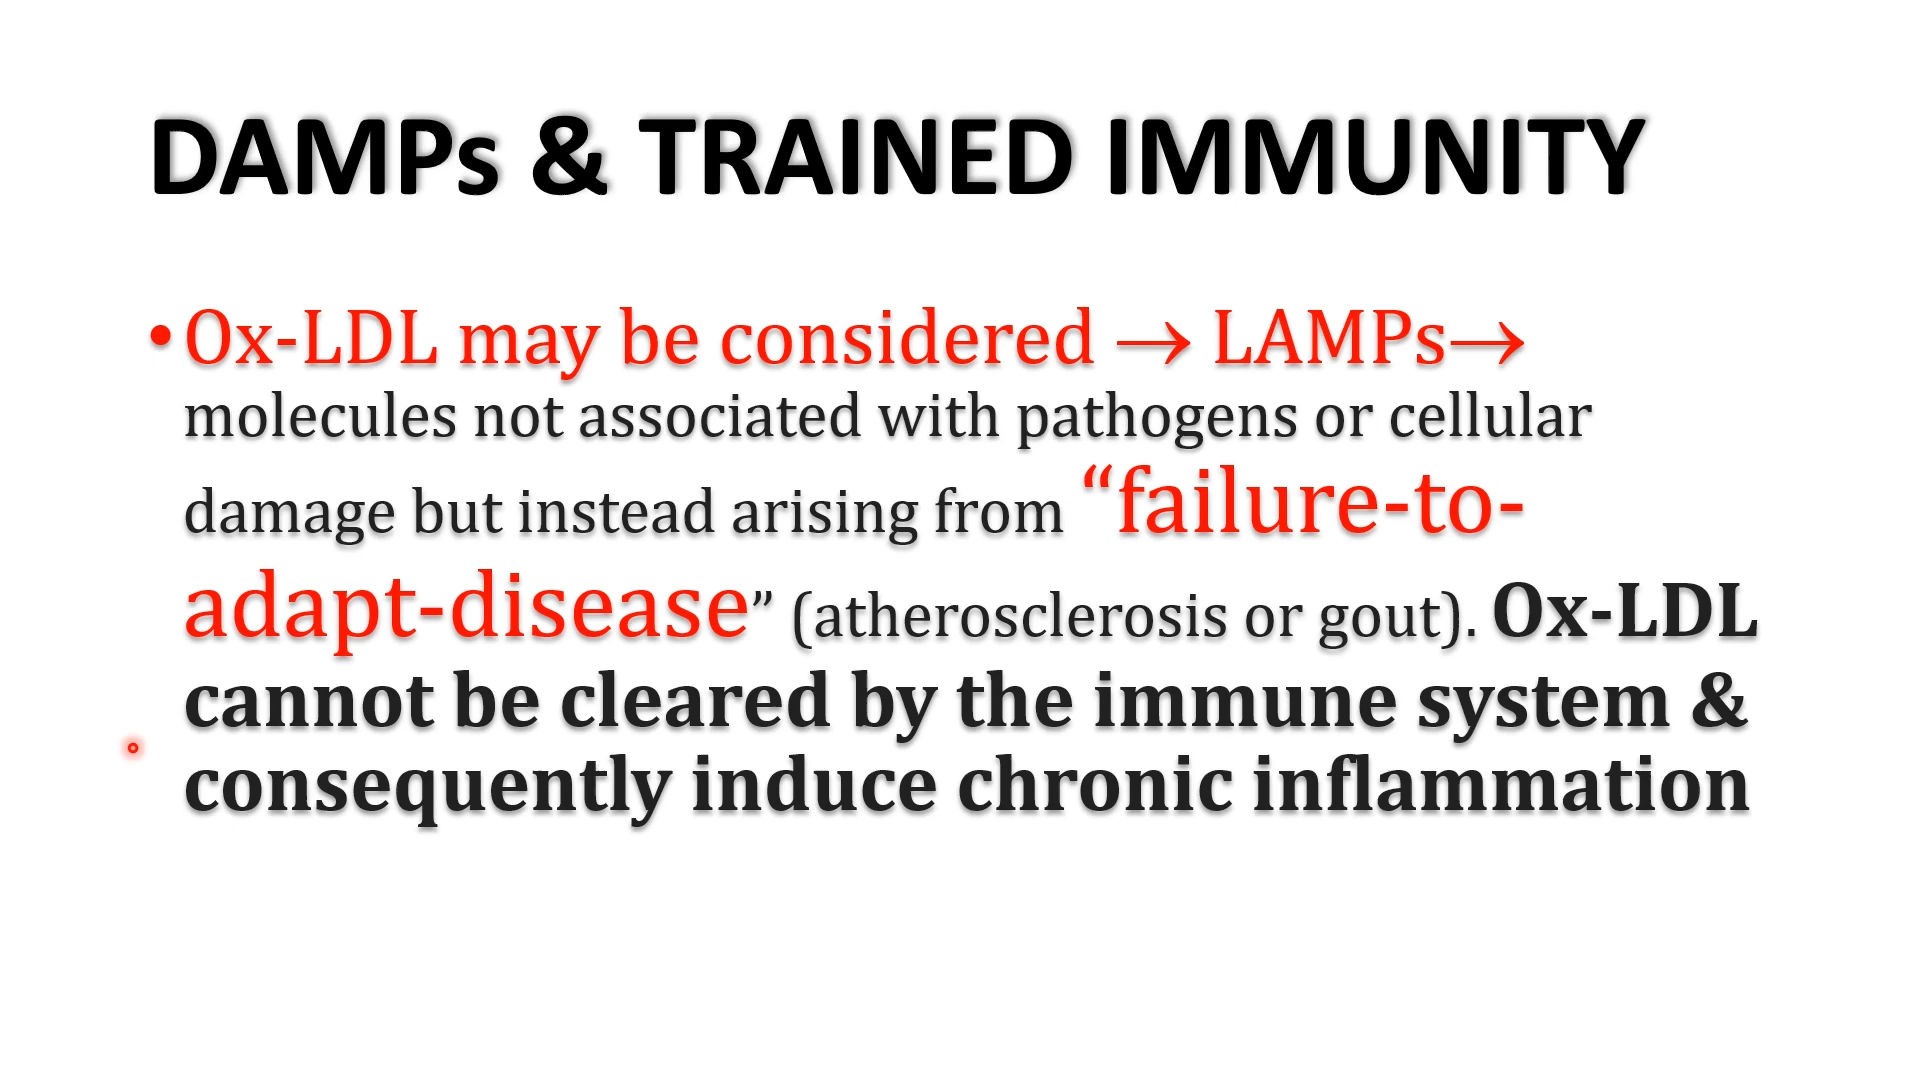 DAMPs & TRAINED IMMUNITY
•Ox-LDL may be considered → LAMPs→
molecules not associated with pathogens or cellular
damage but instead arising from “failure-to-
adapt-disease” (atherosclerosis or gout). Ox-LDL
cannot be cleared by the immune system &
consequently induce chronic inflammation